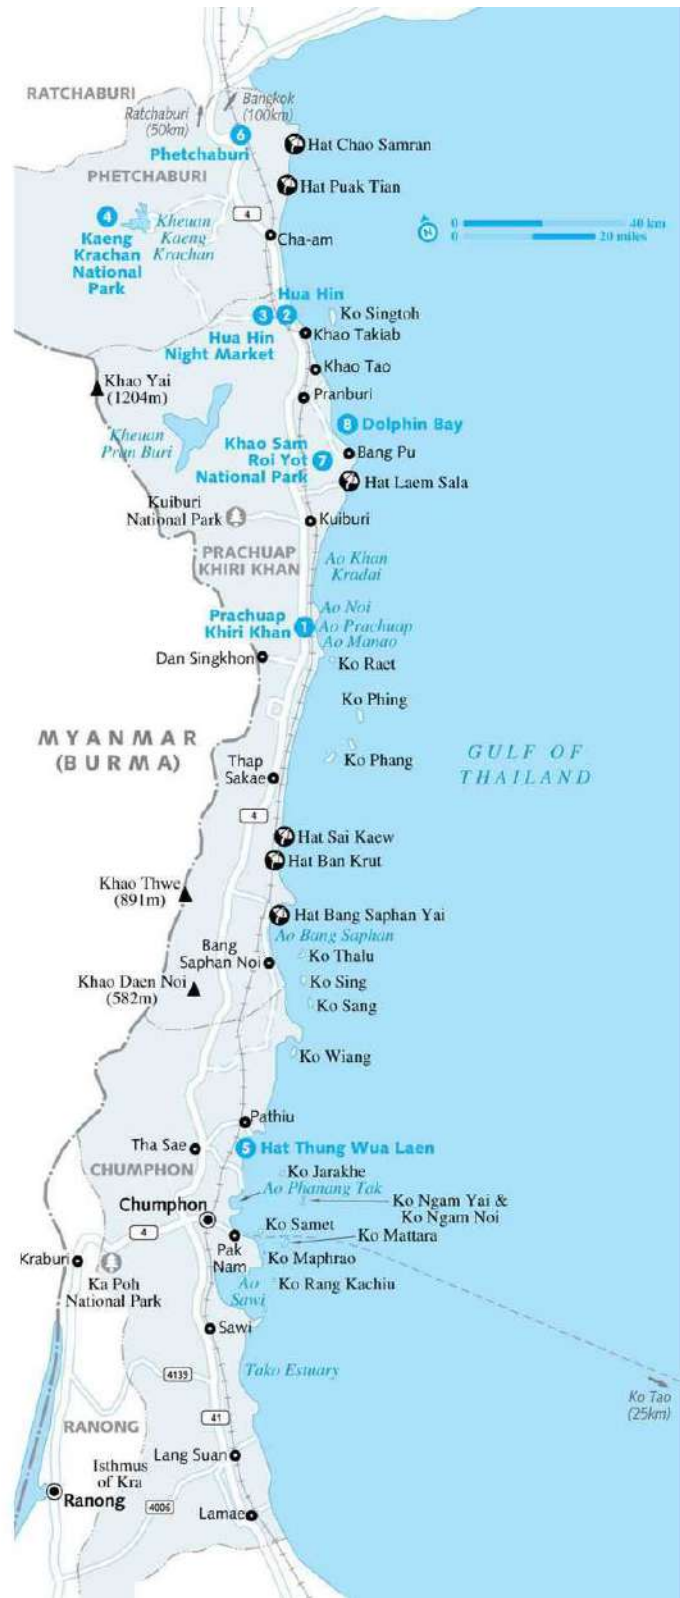 RATCHABURI
Ratchaburi
(50km)
Bangkok
(100km)
6
Phetchaburi
Hat Chao Samran
PHETCHABURI
Hat Puak Tian
4
4
Kaeng
Krachan
National
Park
Kheuan
Kaeng
Krachan
Cha-am
N
0 40 km
0 20 miles
Hua Hin
3 2
Ko Singtoh
Hua Hin
Night Market
Khao Takiab
Khao Tao
Khao Yai
(1204m)
Pranburi
8 Dolphin Bay
Kheuan
Pran Buri
Khao Sam
Roi Yot
National Park
7
Bang Pu
Hat Laem Sala
Kuiburi
National Park
Kuiburi
PRACHUAP
KHIRI KHAN
Ao Khan
Kradai
Prachuap
Khiri Khan
1
Ao Noi
Ao Prachuap
Ao Manao
Dan Singkhon
Ko Raet
Ko Phing
MYANMAR
(BURMA)
GULF OF
THAILAND
Ko Phang
Thap
Sakae
4
Hat Sai Kaew
Hat Ban Krut
Khao Thwe
(891m)
Hat Bang Saphan Yai
Ao Bang Saphan
Bang
Saphan Noi
Ko Thalu
Khao Daen Noi
(582m)
Ko Sing
Ko Sang
Ko Wiang
Pathiu
Tha Sae
5 Hat Thung Wua Laen
CHUMPHON
Ko Jarakhe
Ao Phanang Tak
Chumphon
Ko Ngam Yai &
Ko Ngam Noi
Ko Samet
Ko Mattara
4
Pak
Nam
Ko Maphrao
Kraburi
Ka Poh
National Park
Ao
Sawi
Ko Rang Kachiu
Sawi
Tako Estuary
4139
Ko Tao
(25km)
41
RANONG
Isthmus
of Kra
Lang Suan
Ranong
4006
Lamae